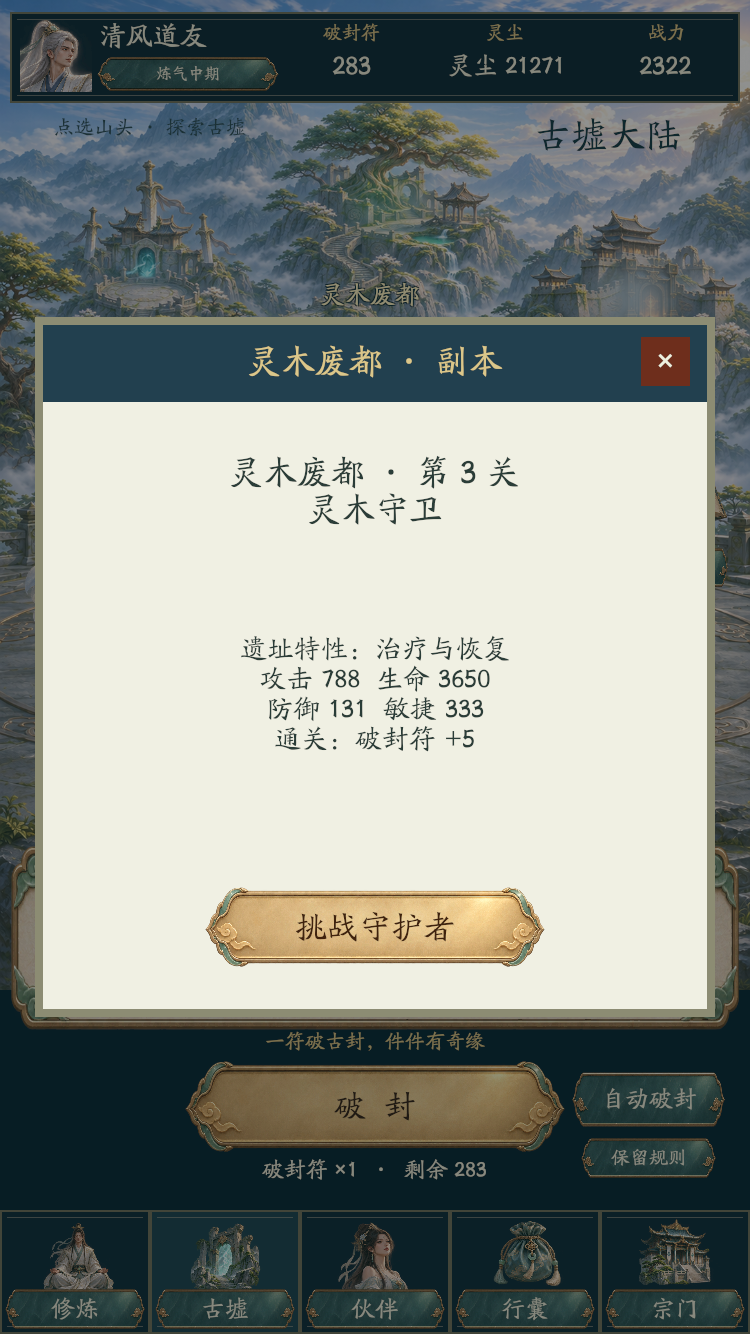 清风道友
炼气中期
破封符
283
灵尘
灵尘 21271
战力
2322
点选山头 · 探索古墟
古墟大陆
灵木废都
灵木废都 · 副本
×
灵木废都 · 第 3 关
灵木守卫
遗址特性：治疗与恢复
攻击 788 生命 3650
防御 131 敏捷 333
通关：破封符 +5
挑战守护者
一符破古封，件件有奇缘
破 封
自动破封
保留规则
破封符 ×1 · 剩余 283
修炼
古墟
伙伴
行囊
宗门